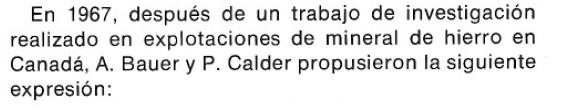 En 1967, después de un trabajo de investigación
realizado en explotaciones de mineral de hierro en
Canadá, A. Bauer y P. Calder propusieron la siguiente
expresión: